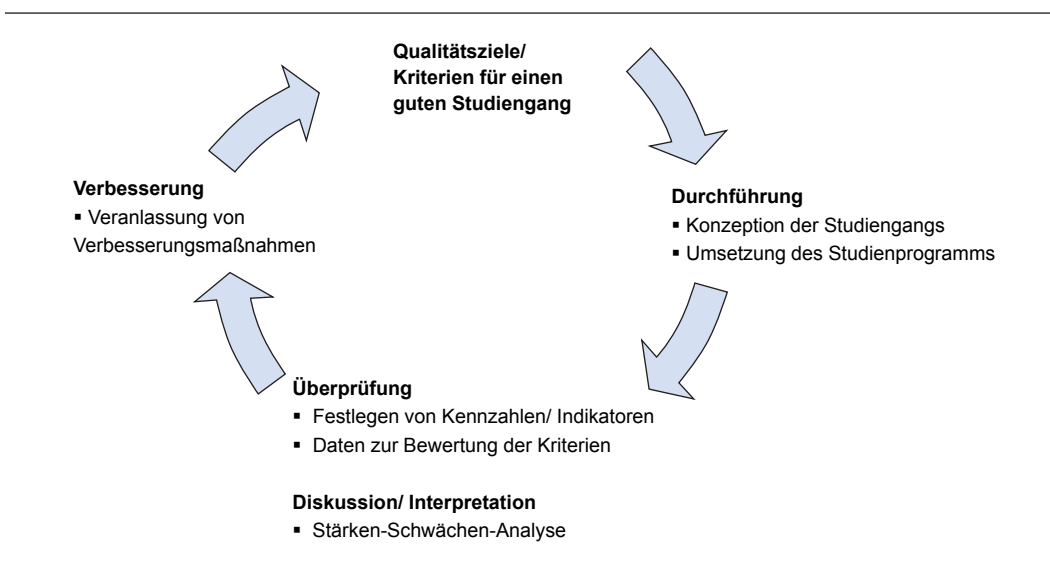 Qualitätsziele/
Kriterien für einen
guten Studiengang
Durchführung
▪ Konzeption der Studiengangs
▪ Umsetzung des Studienprogramms
Überprüfung
▪ Festlegen von Kennzahlen/ Indikatoren
▪ Daten zur Bewertung der Kriterien
Diskussion/ Interpretation
▪ Stärken-Schwächen-Analyse
Verbesserung
▪ Veranlassung von
Verbesserungsmaßnahmen